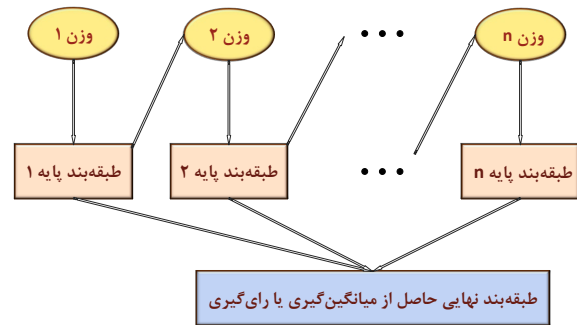 وزن ۱
وزن ۲
• • •
وزن n
طبقه‌بند پایه ۱
طبقه‌بند پایه ۲
• • •
طبقه‌بند پایه n
طبقه‌بند نهایی حاصل از میانگین‌گیری یا رای‌گیری